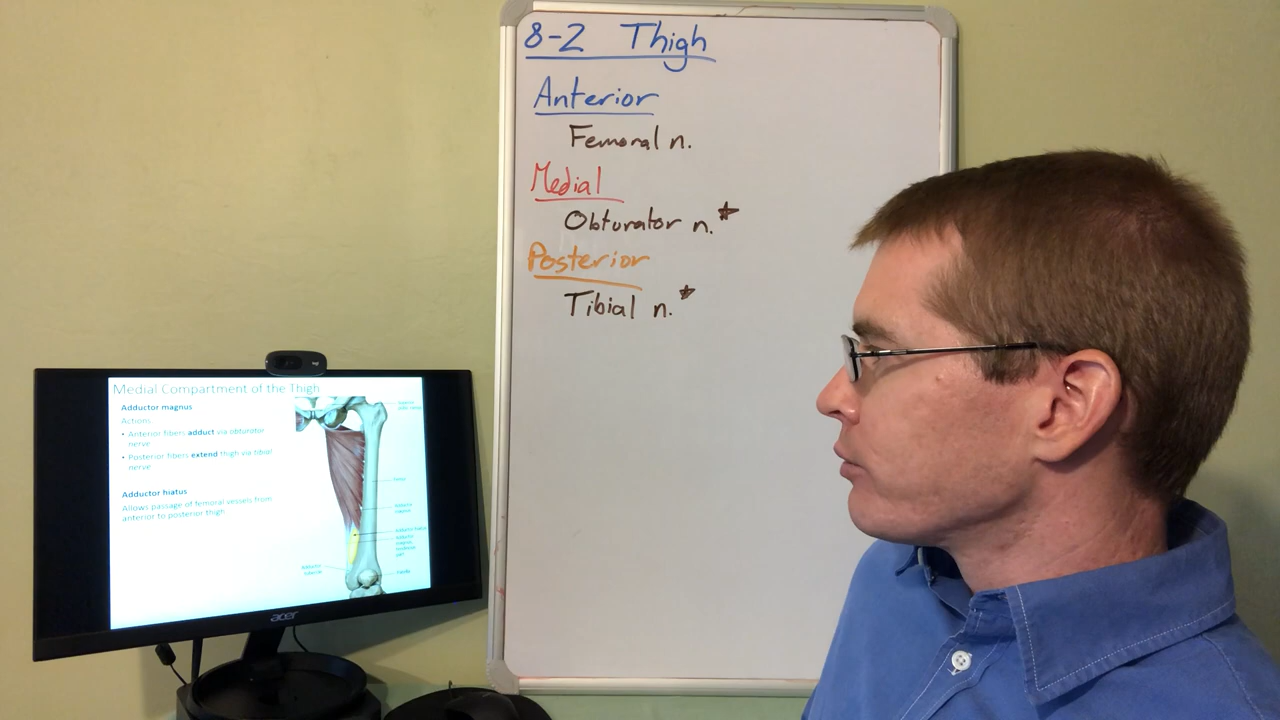 8-2 Thigh
Anterior
Femoral n.
Medial
Obturator n.*
Posterior
Tibial n.*
Medial Compartment of the Thigh
Adductor magnus
Actions
• Anterior fibers adduct via obturator
nerve
• Posterior fibers extend thigh via tibial
nerve
Adductor hiatus
Allows passage of femoral vessels from
anterior to posterior thigh
Adductor hiatus
acer